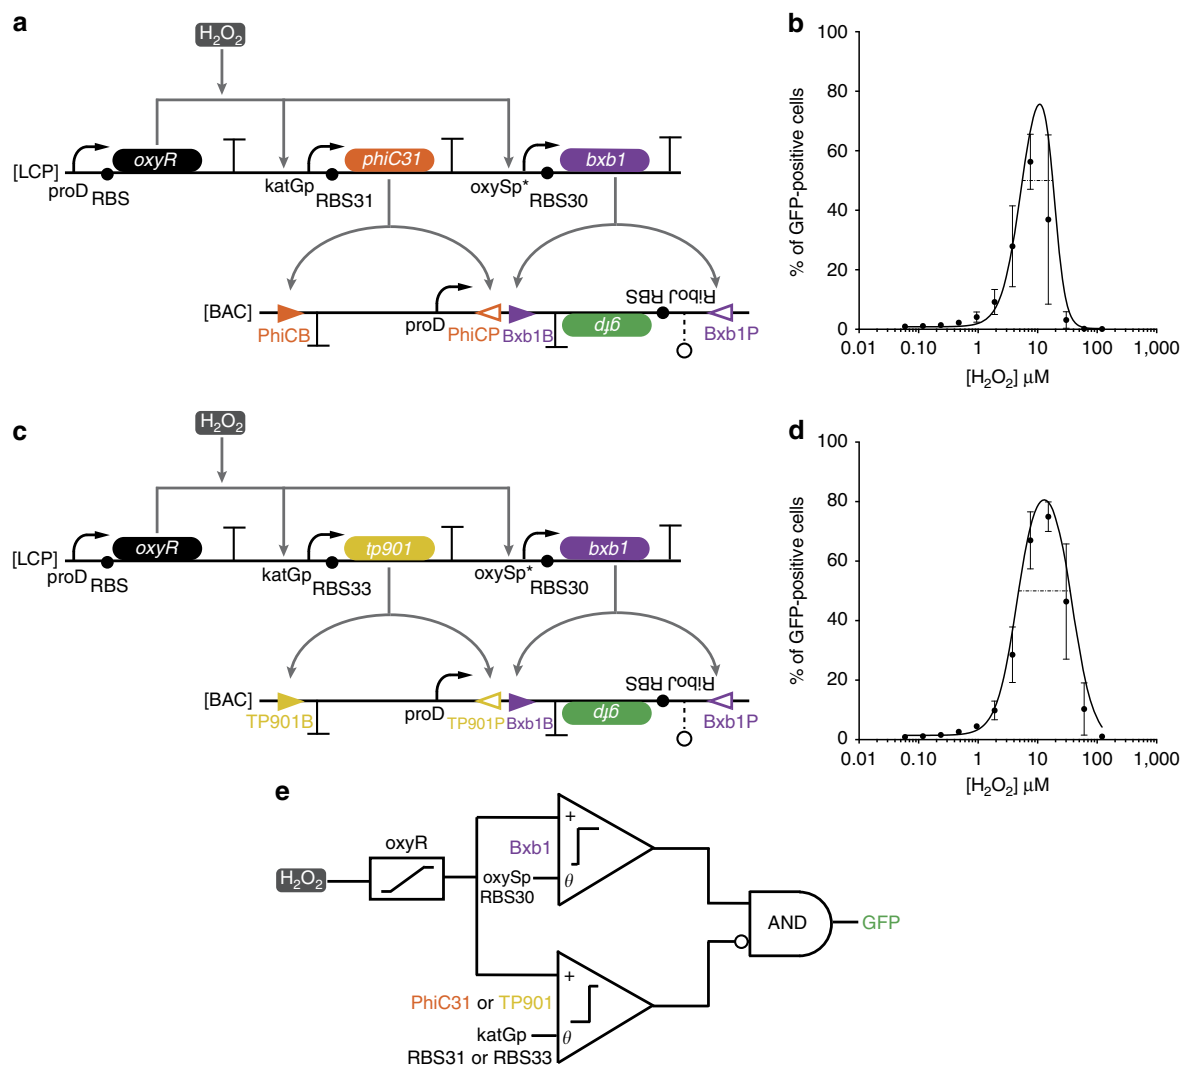 a
H₂O₂
oxyR
phiC31
bxb1
[LCP]
proD
RBS
katGp
RBS31
oxySp*
RBS30
[BAC]
PhiCB
proD
PhiCP
Bxb1B
gfp
RBS
RiboJ
Bxb1P
b
% of GFP-positive cells
100
80
60
40
20
0
0.01
0.10
1
10
100
1,000
[H₂O₂] μM
c
H₂O₂
oxyR
tp901
bxb1
[LCP]
proD
RBS
katGp
RBS33
oxySp*
RBS30
[BAC]
TP901B
proD
TP901P
Bxb1B
gfp
RBS
RiboJ
Bxb1P
d
% of GFP-positive cells
100
80
60
40
20
0
0.01
0.10
1
10
100
1,000
[H₂O₂] μM
e
H₂O₂
oxyR
Bxb1
+
oxySp
RBS30
θ
PhiC31 or TP901
+
katGp
RBS31 or RBS33
θ
AND
GFP